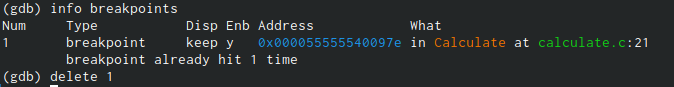 (gdb) info breakpoints
Num     Type           Disp Enb Address            What
1       breakpoint     keep y   0x000055555540097e in Calculate at calculate.c:21
        breakpoint already hit 1 time
(gdb) delete 1